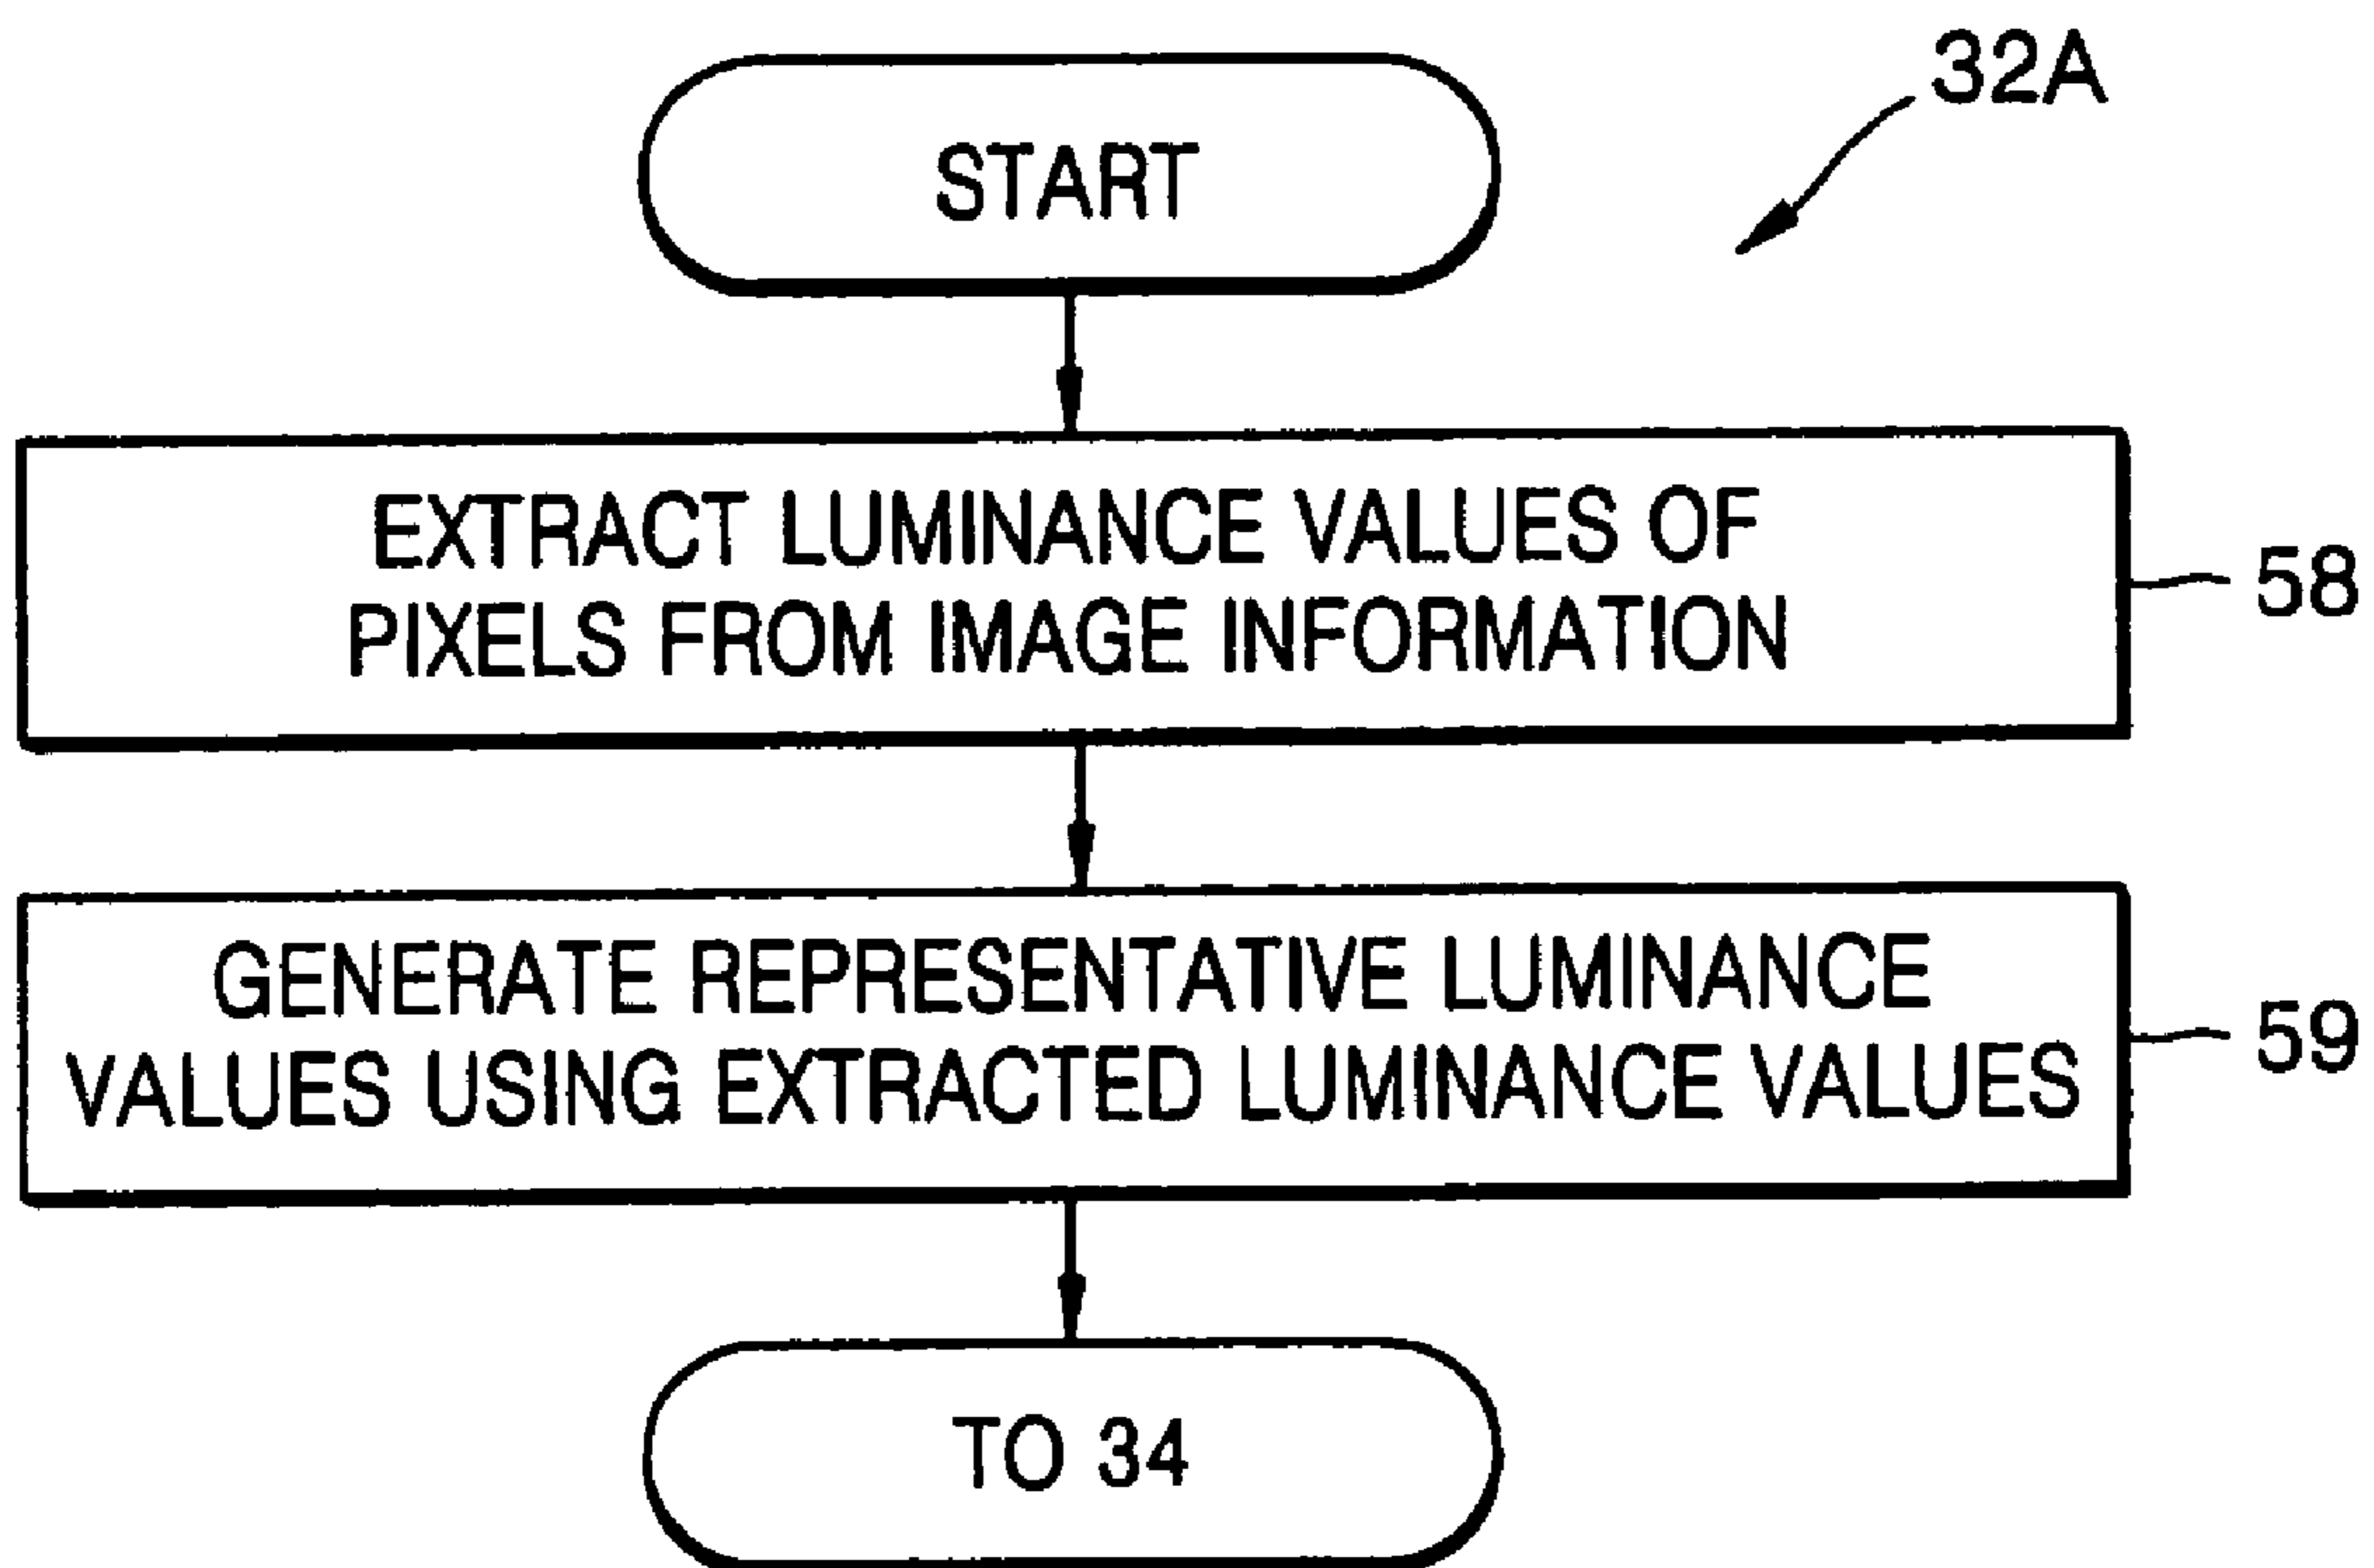 32A
START
EXTRACT LUMINANCE VALUES OF
PIXELS FROM IMAGE INFORMATION
58
GENERATE REPRESENTATIVE LUMINANCE
VALUES USING EXTRACTED LUMINANCE VALUES
59
TO 34